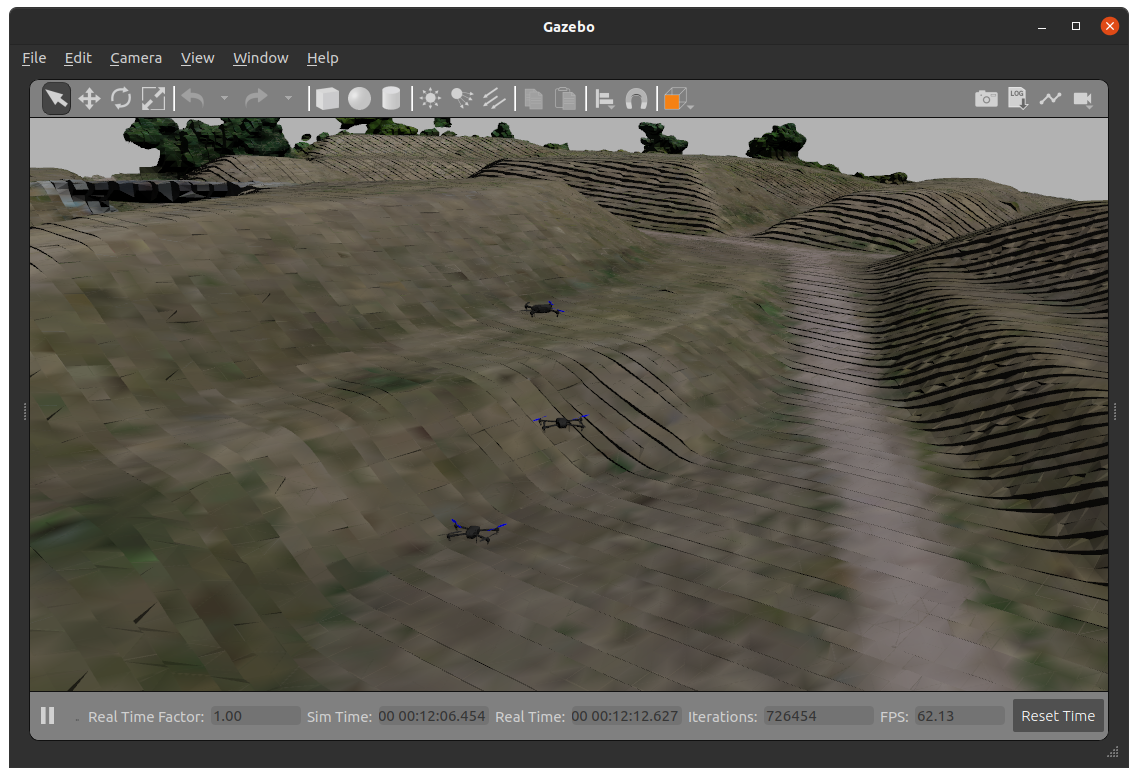 Gazebo
File Edit Camera View Window Help
LOG
Real Time Factor: 1.00 Sim Time: 00 00:12:06.454 Real Time: 00 00:12:12.627 Iterations: 726454 FPS: 62.13 Reset Time